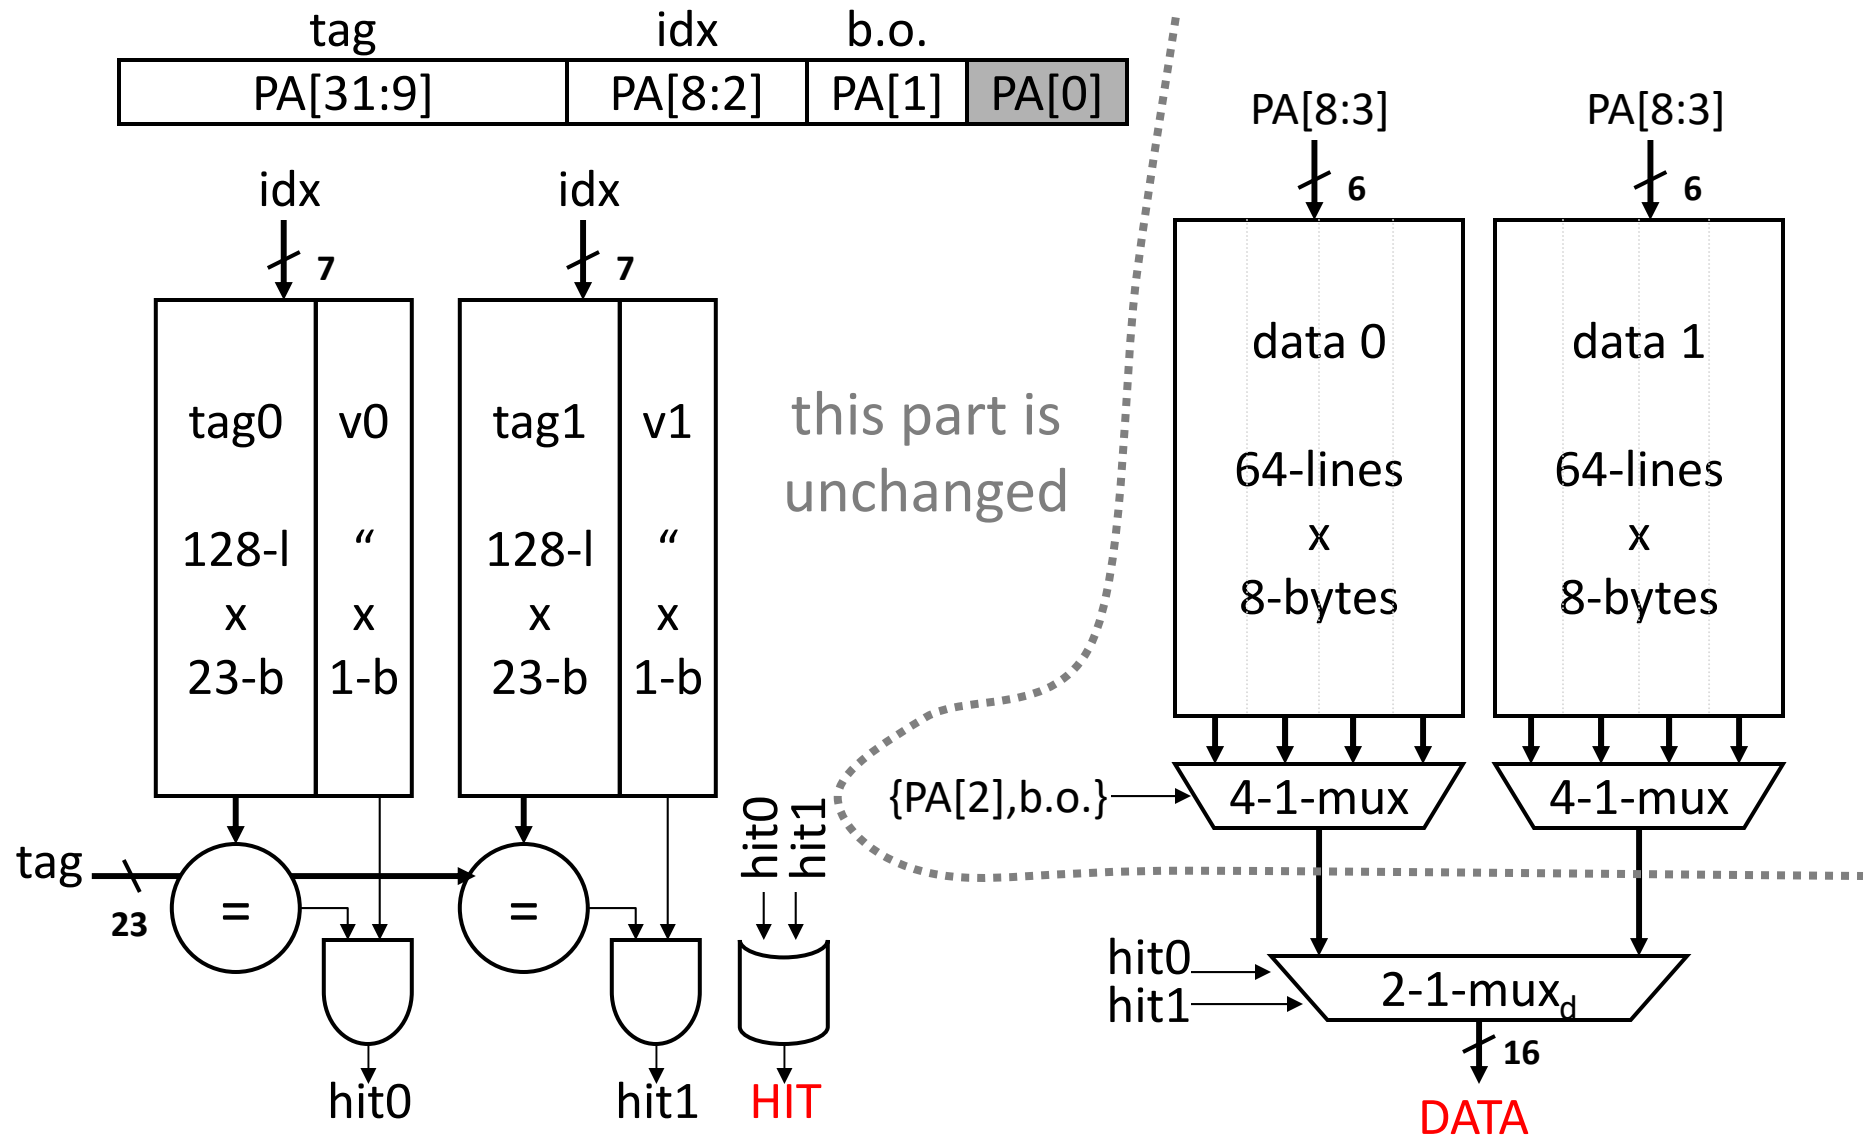 tag idx b.o.
PA[31:9] PA[8:2] PA[1] PA[0]
idx idx
7 7
tag0 v0 tag1 v1
128-l “ 128-l “
x x x x
23-b 1-b 23-b 1-b
tag
23
= =
hit0 hit1
hit0 hit1 HIT
this part is
unchanged
PA[8:3] PA[8:3]
6 6
data 0 data 1
64-lines 64-lines
x x
8-bytes 8-bytes
{PA[2],b.o.} 4-1-mux 4-1-mux
hit0
hit1
2-1-muxd
16
DATA